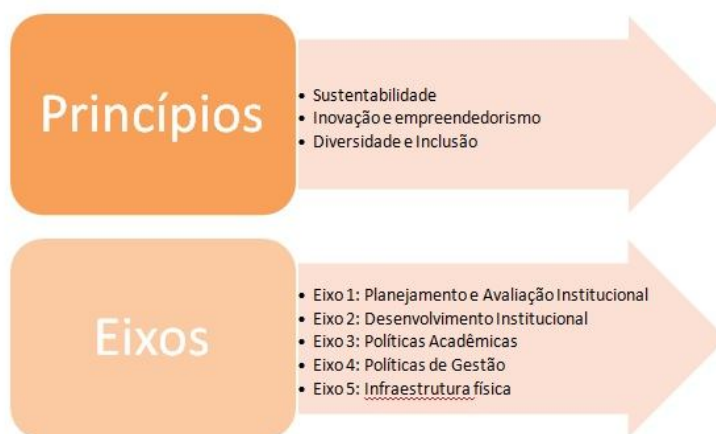 Princípios
• Sustentabilidade
• Inovação e empreendedorismo
• Diversidade e Inclusão
Eixos
• Eixo 1: Planejamento e Avaliação Institucional
• Eixo 2: Desenvolvimento Institucional
• Eixo 3: Políticas Acadêmicas
• Eixo 4: Políticas de Gestão
• Eixo 5: Infraestrutura física